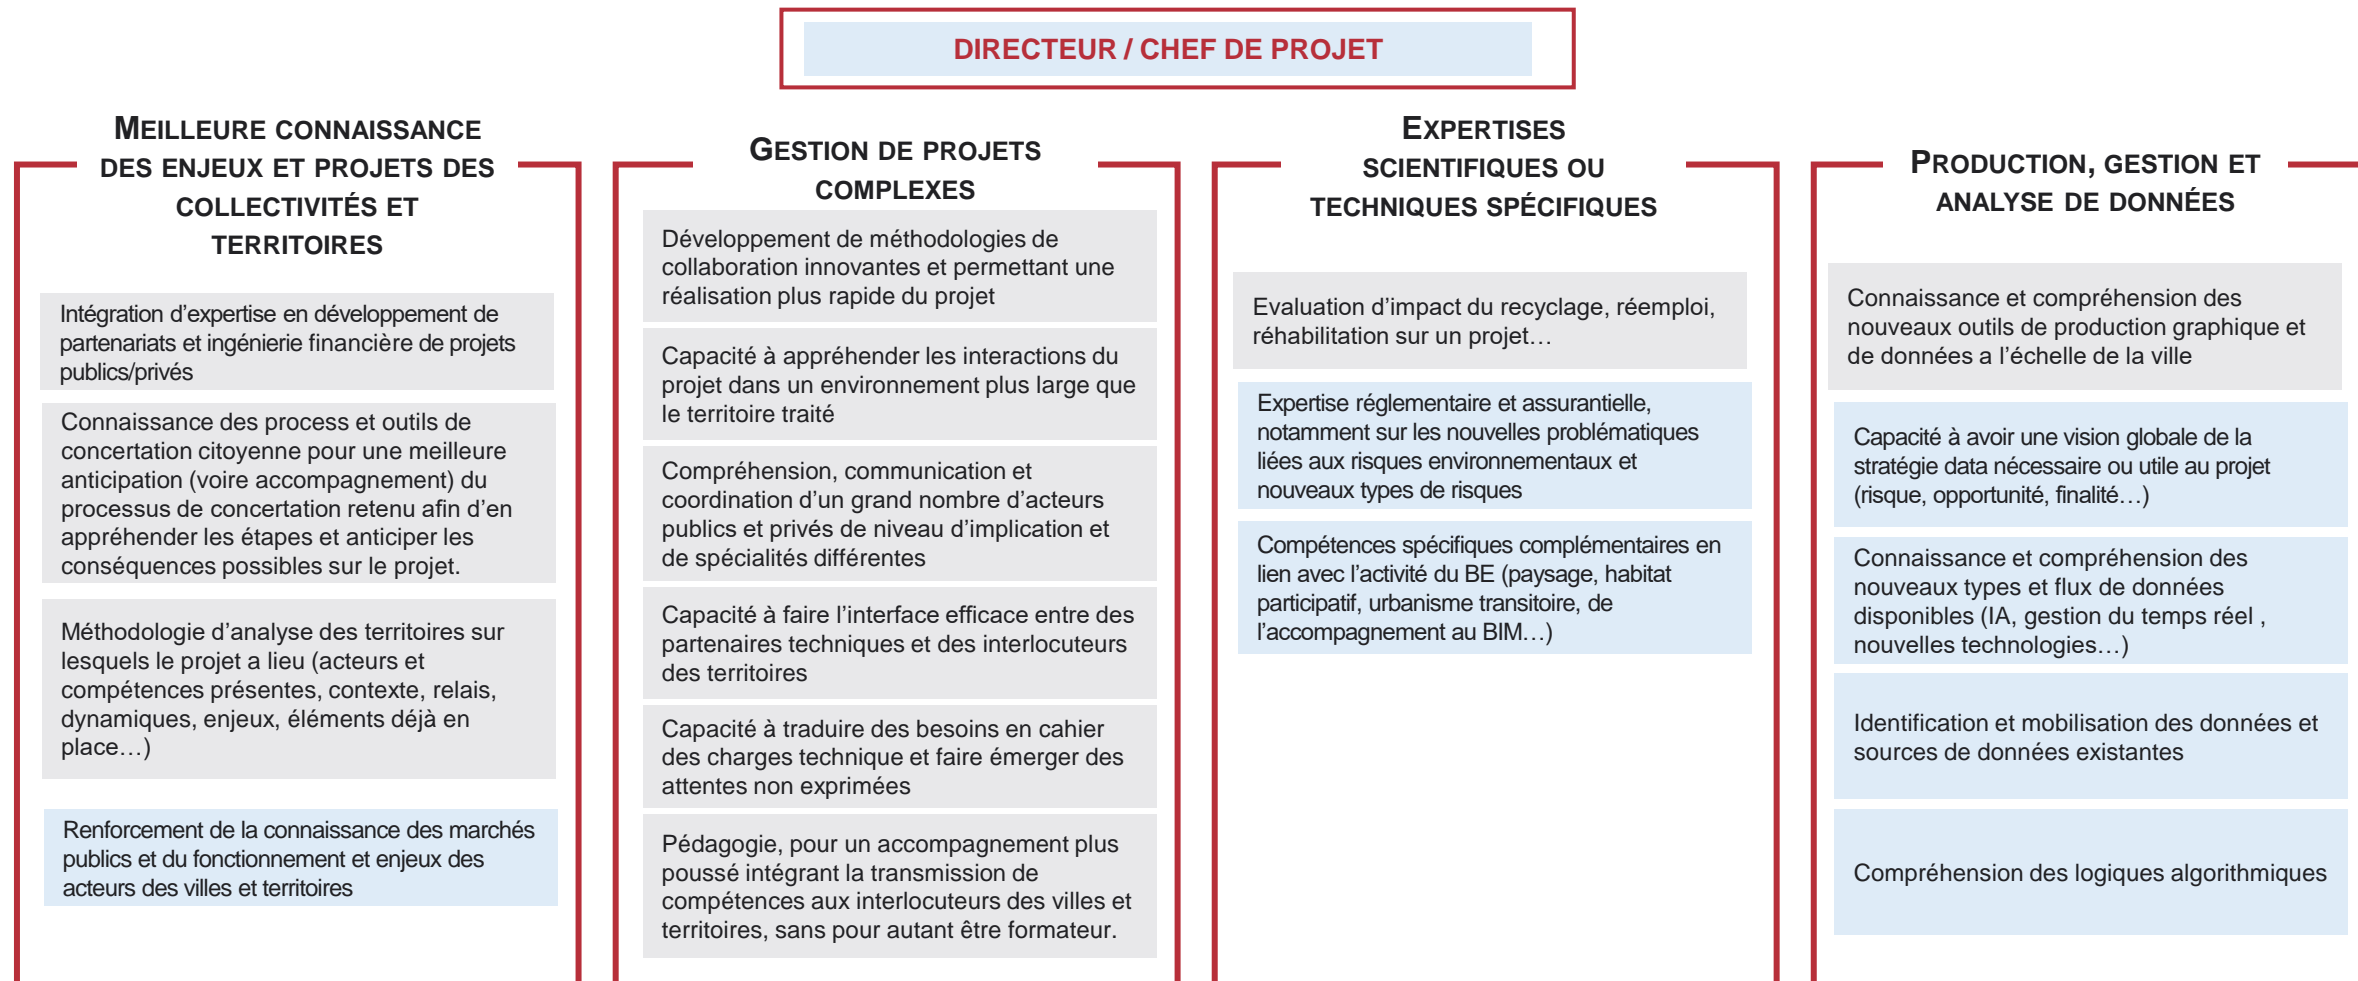 DIRECTEUR / CHEF DE PROJET
MEILLEURE CONNAISSANCE
DES ENJEUX ET PROJETS DES
COLLECTIVITÉS ET
TERRITOIRES
Intégration d’expertise en développement de
partenariats et ingénierie financière de projets
publics/privés
Connaissance des process et outils de
concertation citoyenne pour une meilleure
anticipation (voire accompagnement) du
processus de concertation retenu afin d’en
appréhender les étapes et anticiper les
conséquences possibles sur le projet.
Méthodologie d’analyse des territoires sur
lesquels le projet a lieu (acteurs et
compétences présentes, contexte, relais,
dynamiques, enjeux, éléments déjà en
place…)
Renforcement de la connaissance des marchés
publics et du fonctionnement et enjeux des
acteurs des villes et territoires
GESTION DE PROJETS
COMPLEXES
Développement de méthodologies de
collaboration innovantes et permettant une
réalisation plus rapide du projet
Capacité à appréhender les interactions du
projet dans un environnement plus large que
le territoire traité
Compréhension, communication et
coordination d’un grand nombre d’acteurs
publics et privés de niveau d’implication et
de spécialités différentes
Capacité à faire l’interface efficace entre des
partenaires techniques et des interlocuteurs
des territoires
Capacité à traduire des besoins en cahier
des charges technique et faire émerger des
attentes non exprimées
Pédagogie, pour un accompagnement plus
poussé intégrant la transmission de
compétences aux interlocuteurs des villes et
territoires, sans pour autant être formateur.
EXPERTISES
SCIENTIFIQUES OU
TECHNIQUES SPÉCIFIQUES
Evaluation d’impact du recyclage, réemploi,
réhabilitation sur un projet…
Expertise réglementaire et assurantielle,
notamment sur les nouvelles problématiques
liées aux risques environnementaux et
nouveaux types de risques
Compétences spécifiques complémentaires en
lien avec l’activité du BE (paysage, habitat
participatif, urbanisme transitoire, de
l’accompagnement au BIM…)
PRODUCTION, GESTION ET
ANALYSE DE DONNÉES
Connaissance et compréhension des
nouveaux outils de production graphique et
de données a l’échelle de la ville
Capacité à avoir une vision globale de la
stratégie data nécessaire ou utile au projet
(risque, opportunité, finalité…)
Connaissance et compréhension des
nouveaux types et flux de données
disponibles (IA, gestion du temps réel ,
nouvelles technologies…)
Identification et mobilisation des données et
sources de données existantes
Compréhension des logiques algorithmiques